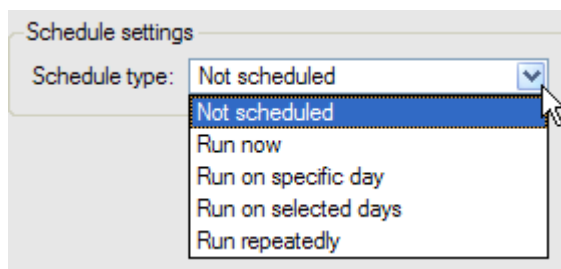 Schedule settings
Schedule type: Not scheduled
Not scheduled
Run now
Run on specific day
Run on selected days
Run repeatedly